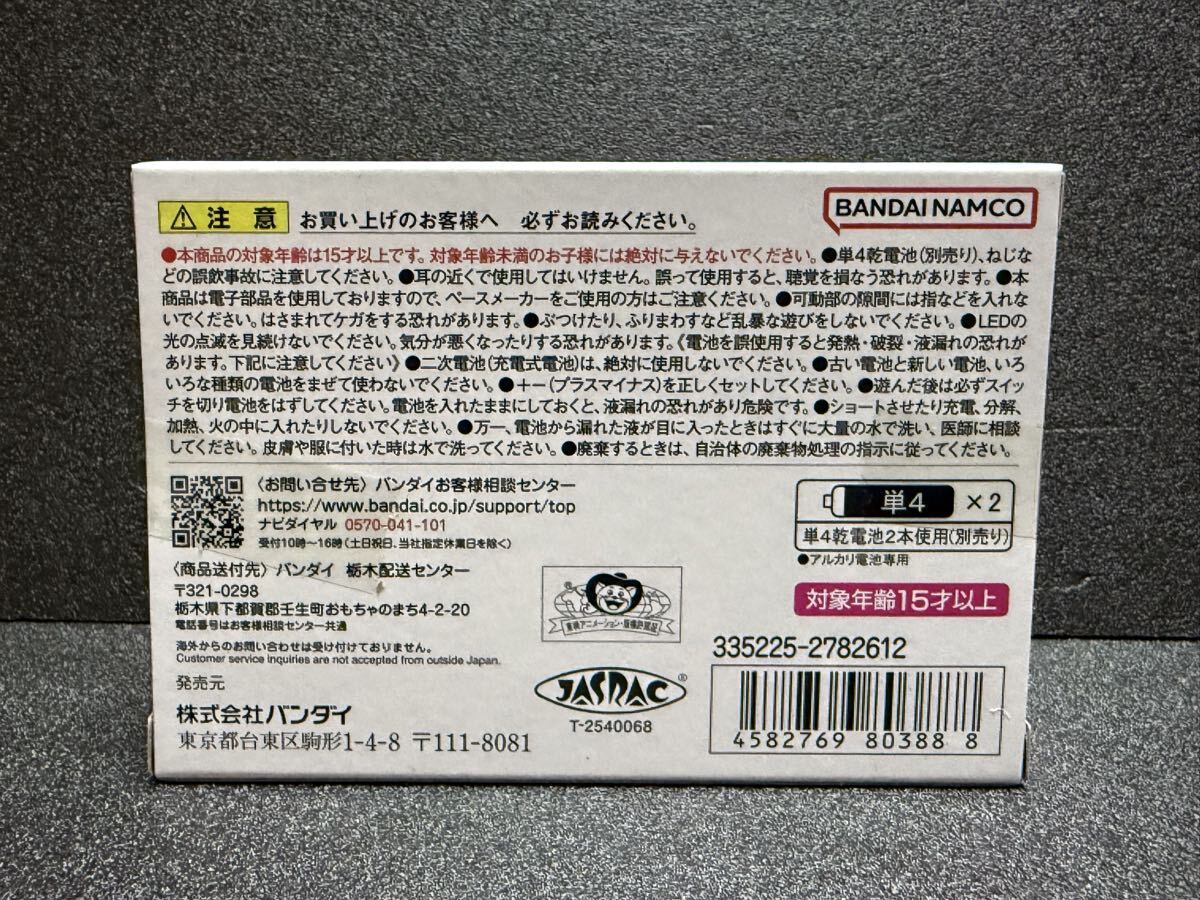 ⚠注意 お買い上げのお客様へ 必ずお読みください。
BANDAI NAMCO
●本商品の対象年齢は15才以上です。対象年齢未満のお子様には絶対に与えないでください。●単4乾電池(別売り)、ねじな
どの誤飲事故に注意してください。●耳の近くで使用してはいけません。誤って使用すると、聴覚を損なう恐れがあります。●本
商品は電子部品を使用しておりますので、ペースメーカーをご使用の方はご注意ください。●可動部の隙間には指などを入れな
いでください。はさまれてケガをする恐れがあります。●ぶつけたり、ふりまわすなど乱暴な遊びをしないでください。●LEDの
光の点滅を見続けないでください。気分が悪くなったりする恐れがあります。《電池を誤使用すると発熱・破裂・液漏れの恐れが
あります。下記に注意してください》●二次電池(充電式電池)は、絶対に使用しないでください。●古い電池と新しい電池、いろ
いろな種類の電池をまぜて使わないでください。●+-(プラスマイナス)を正しくセットしてください。●遊んだ後は必ずスイッ
チを切り電池をはずしてください。電池を入れたままにしておくと、液漏れの恐れがあり危険です。●ショートさせたり充電、分解、
加熱、火の中に入れたりしないでください。●万一、電池から漏れた液が目に入ったときはすぐに大量の水で洗い、医師に相談
してください。皮膚や服に付いた時は水で洗ってください。●廃棄するときは、自治体の廃棄物処理の指示に従ってください。
〈お問い合せ先〉バンダイお客様相談センター
https://www.bandai.co.jp/support/top
ナビダイヤル 0570-041-101
受付10時〜16時(土日祝日、当社指定休業日を除く)
〈商品送付先〉バンダイ 栃木配送センター
〒321-0298
栃木県下都賀郡壬生町おもちゃのまち4-2-20
電話番号はお客様相談センター共通
海外からのお問い合わせは受け付けておりません。
Customer service inquiries are not accepted from outside Japan.
発売元
株式会社バンダイ
東京都台東区駒形1-4-8 〒111-8081
単4 ×2
単4乾電池2本使用(別売り)
●アルカリ電池専用
対象年齢15才以上
東映アニメーション・版権許諾証
JASRAC®
T-2540068
335225-2782612
4582769 80388 8